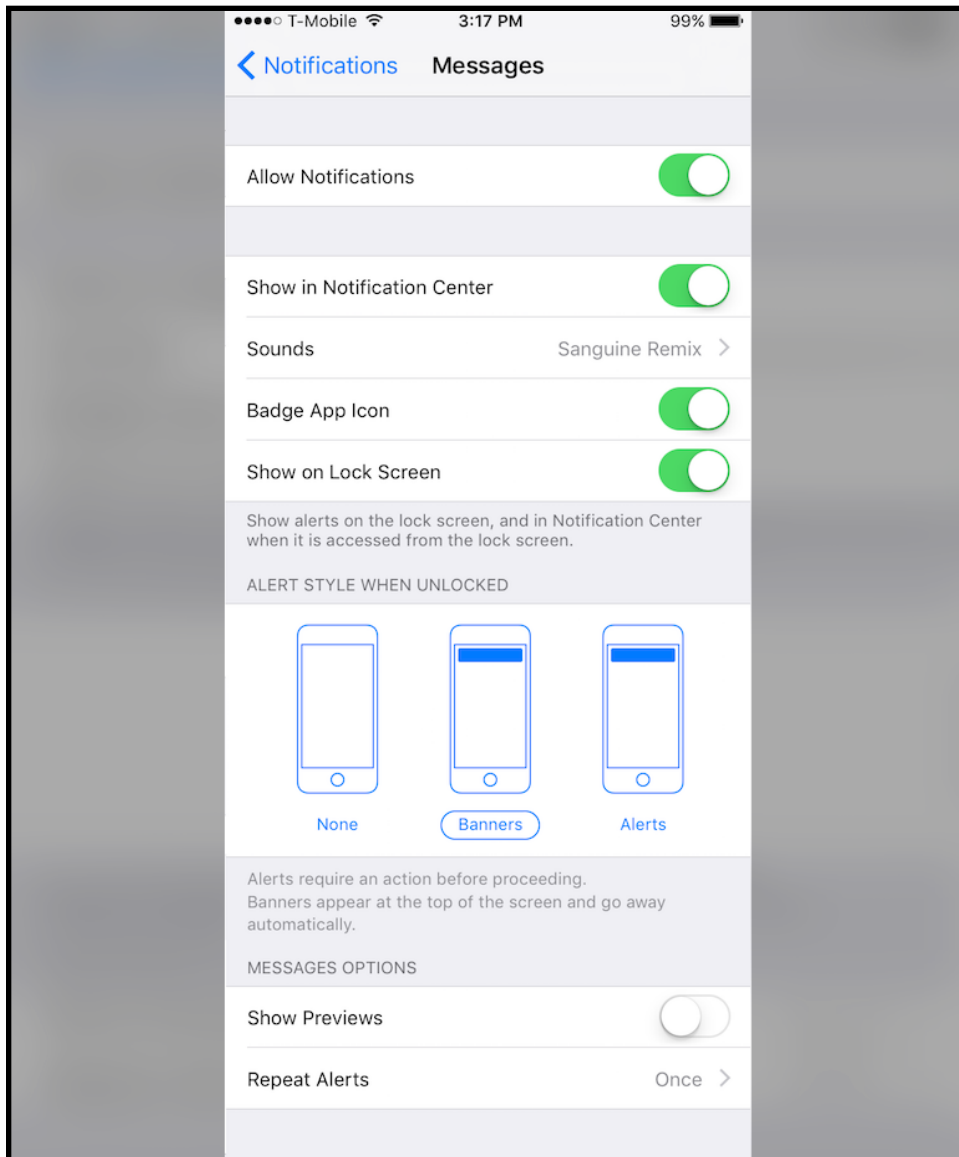 T-Mobile 3:17 PM 99%
Notifications Messages
Allow Notifications
Show in Notification Center
Sounds Sanguine Remix
Badge App Icon
Show on Lock Screen
Show alerts on the lock screen, and in Notification Center
when it is accessed from the lock screen.
ALERT STYLE WHEN UNLOCKED
None Banners Alerts
Alerts require an action before proceeding.
Banners appear at the top of the screen and go away
automatically.
MESSAGES OPTIONS
Show Previews
Repeat Alerts Once